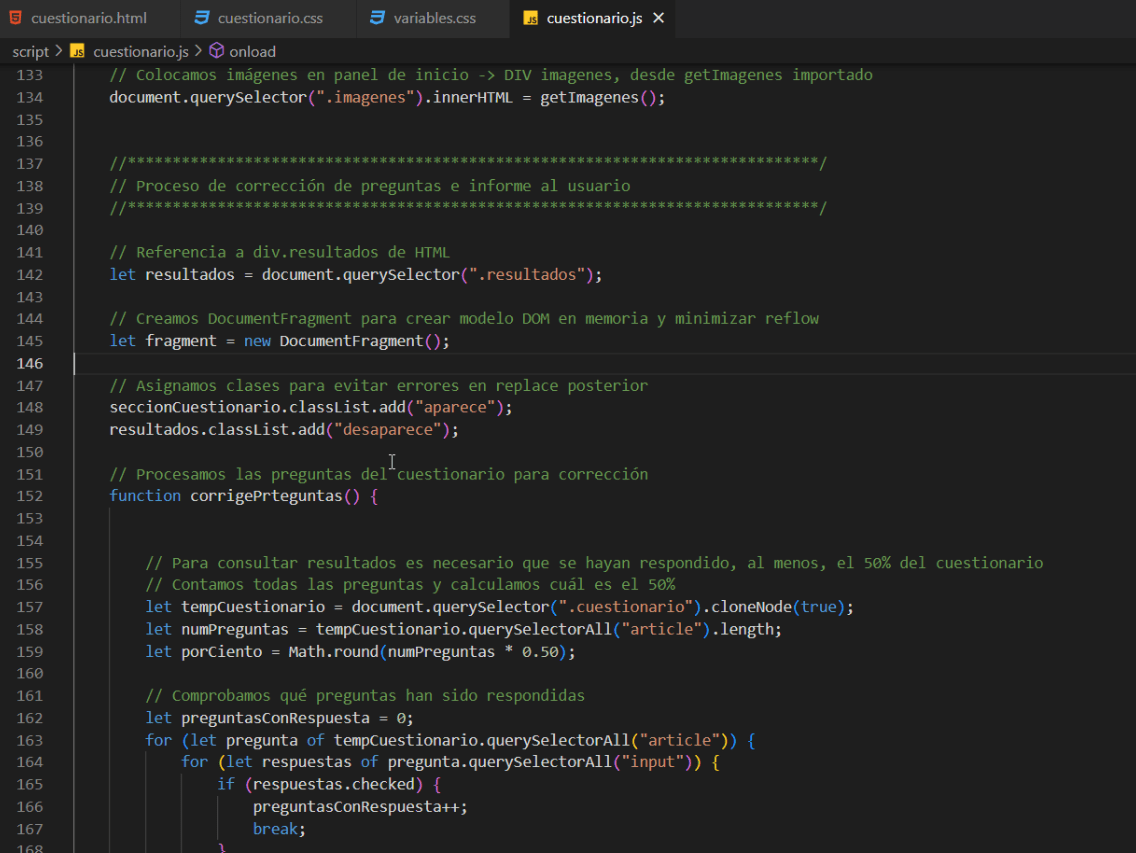 cuestionario.html cuestionario.css variables.css JS cuestionario.js ×
script > JS cuestionario.js > onload
133 // Colocamos imágenes en panel de inicio -> DIV imagenes, desde getImagenes importado
134 document.querySelector(".imagenes").innerHTML = getImagenes();
135
136
137 //*****************************************************************************/
138 // Proceso de corrección de preguntas e informe al usuario
139 //*****************************************************************************/
140
141 // Referencia a div.resultados de HTML
142 let resultados = document.querySelector(".resultados");
143
144 // Creamos DocumentFragment para crear modelo DOM en memoria y minimizar reflow
145 let fragment = new DocumentFragment();
146
147 // Asignamos clases para evitar errores en replace posterior
148 seccionCuestionario.classList.add("aparece");
149 resultados.classList.add("desaparece");
150
151 // Procesamos las preguntas del cuestionario para corrección
152 function corrigePrteguntas() {
153
154
155 // Para consultar resultados es necesario que se hayan respondido, al menos, el 50% del cuestionario
156 // Contamos todas las preguntas y calculamos cuál es el 50%
157 let tempCuestionario = document.querySelector(".cuestionario").cloneNode(true);
158 let numPreguntas = tempCuestionario.querySelectorAll("article").length;
159 let porCiento = Math.round(numPreguntas * 0.50);
160
161 // Comprobamos qué preguntas han sido respondidas
162 let preguntasConRespuesta = 0;
163 for (let pregunta of tempCuestionario.querySelectorAll("article")) {
164 for (let respuestas of pregunta.querySelectorAll("input")) {
165 if (respuestas.checked) {
166 preguntasConRespuesta++;
167 break;
168 }